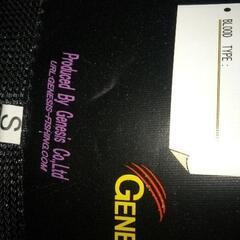 BLOOD TYPE:
Produced By Genesis Co.,Ltd
URL:GENESIS-FISHING.COM
S
GENE